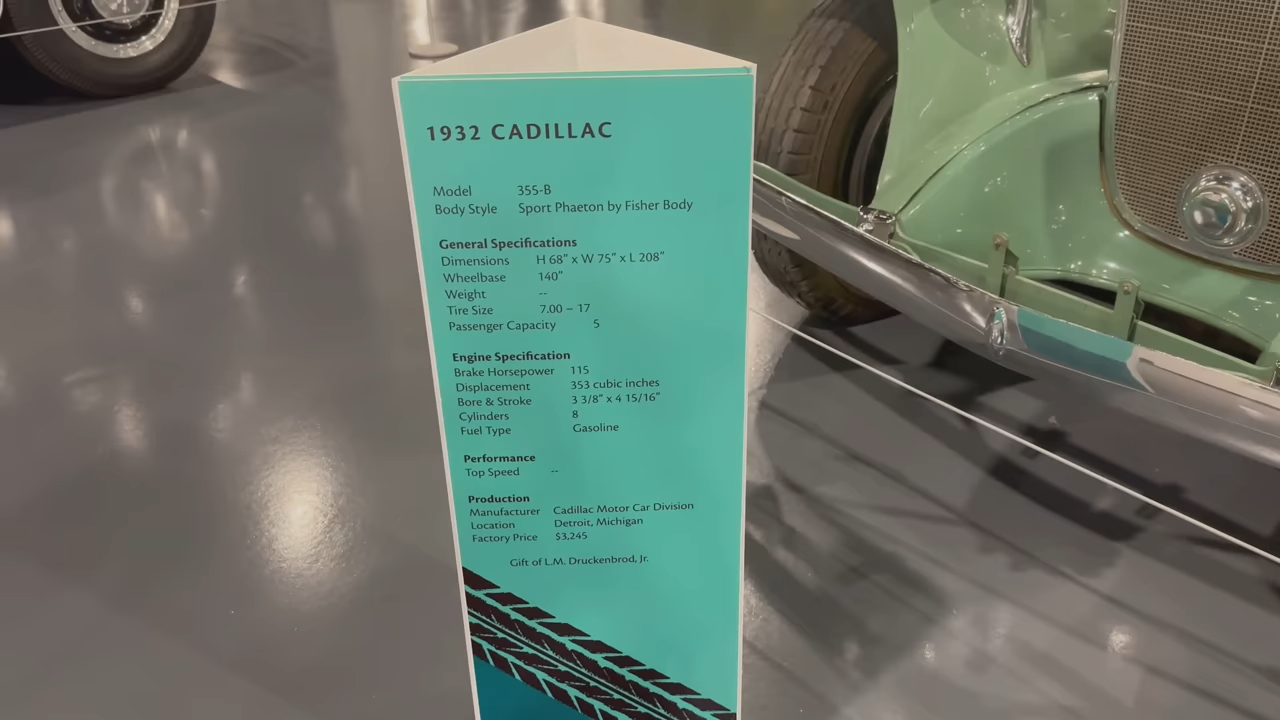 1932 CADILLAC
Model 355-B
Body Style Sport Phaeton by Fisher Body
General Specifications
Dimensions H 68" x W 75" x L 208"
Wheelbase 140"
Weight --
Tire Size 7.00 – 17
Passenger Capacity 5
Engine Specification
Brake Horsepower 115
Displacement 353 cubic inches
Bore & Stroke 3 3/8" x 4 15/16"
Cylinders 8
Fuel Type Gasoline
Performance
Top Speed --
Production
Manufacturer Cadillac Motor Car Division
Location Detroit, Michigan
Factory Price $3,245
Gift of L.M. Druckenbrod, Jr.